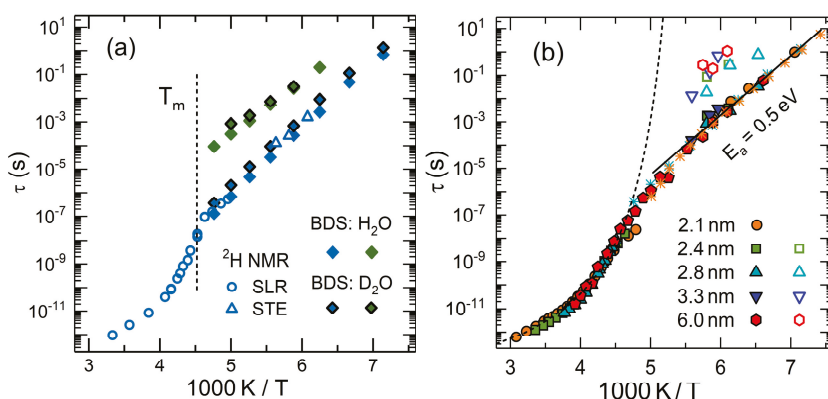 (a)
T_m
10^1
10^-1
10^-3
10^-5
10^-7
10^-9
10^-11
τ (s)
BDS: H₂O
²H NMR
BDS: D₂O
SLR
STE
3 4 5 6 7
1000 K / T
(b)
10^1
10^-1
10^-3
10^-5
10^-7
10^-9
10^-11
τ (s)
E_a = 0.5 eV
2.1 nm
2.4 nm
2.8 nm
3.3 nm
6.0 nm
3 4 5 6 7
1000 K / T